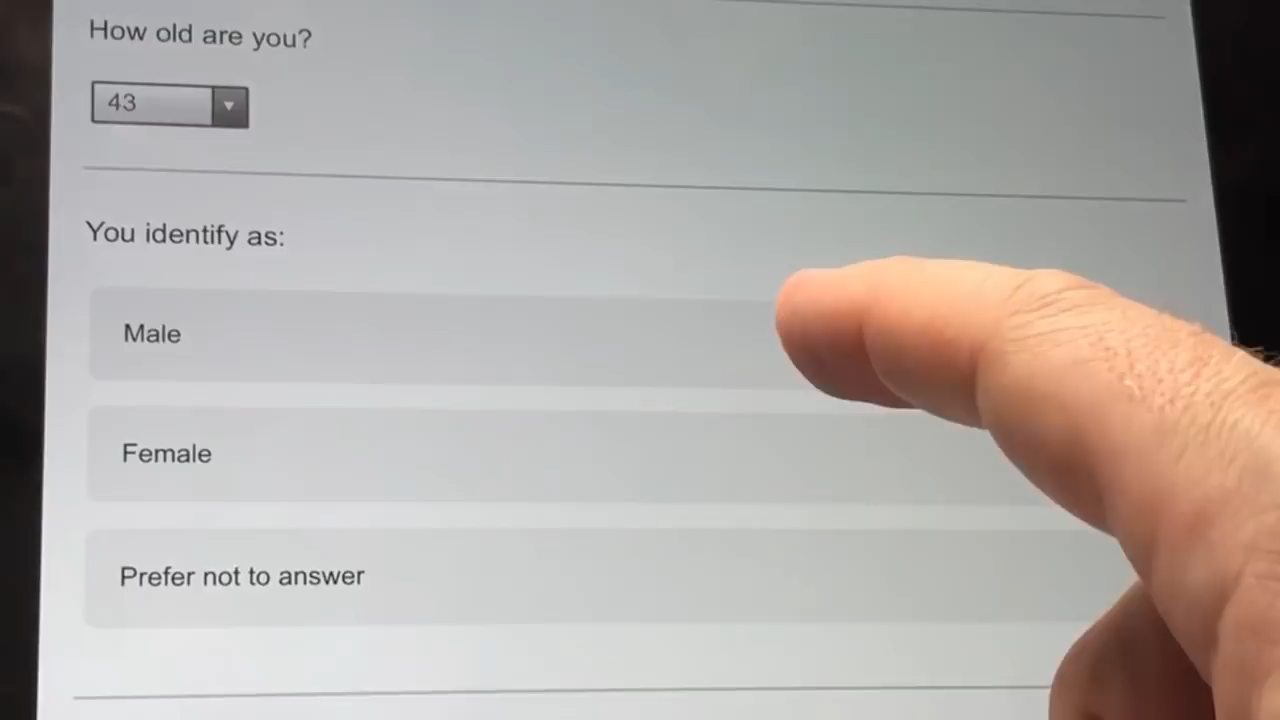 How old are you?
43
You identify as:
Male
Female
Prefer not to answer